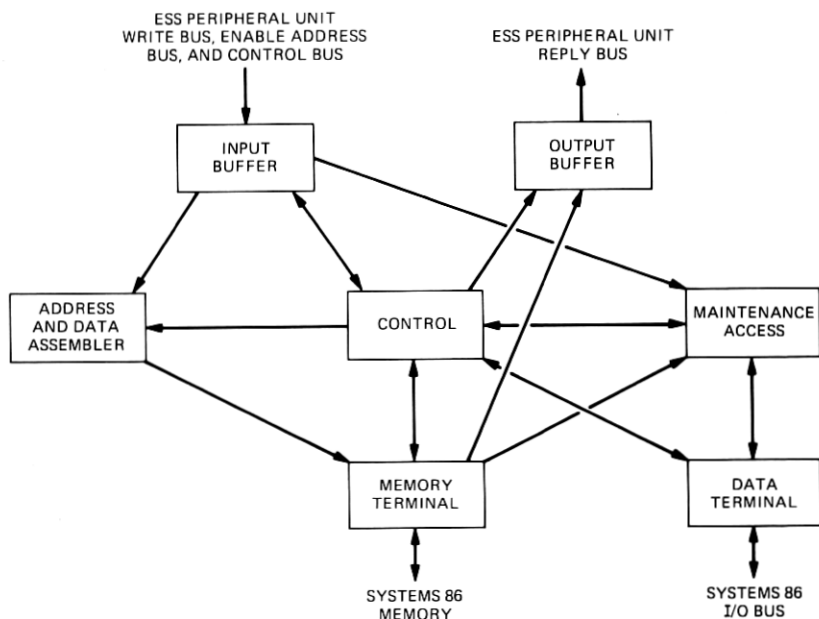 ESS PERIPHERAL UNIT
WRITE BUS, ENABLE ADDRESS
BUS, AND CONTROL BUS
ESS PERIPHERAL UNIT
REPLY BUS
INPUT
BUFFER
OUTPUT
BUFFER
ADDRESS
AND DATA
ASSEMBLER
CONTROL
MAINTENANCE
ACCESS
MEMORY
TERMINAL
DATA
TERMINAL
SYSTEMS 86
MEMORY
SYSTEMS 86
I/O BUS